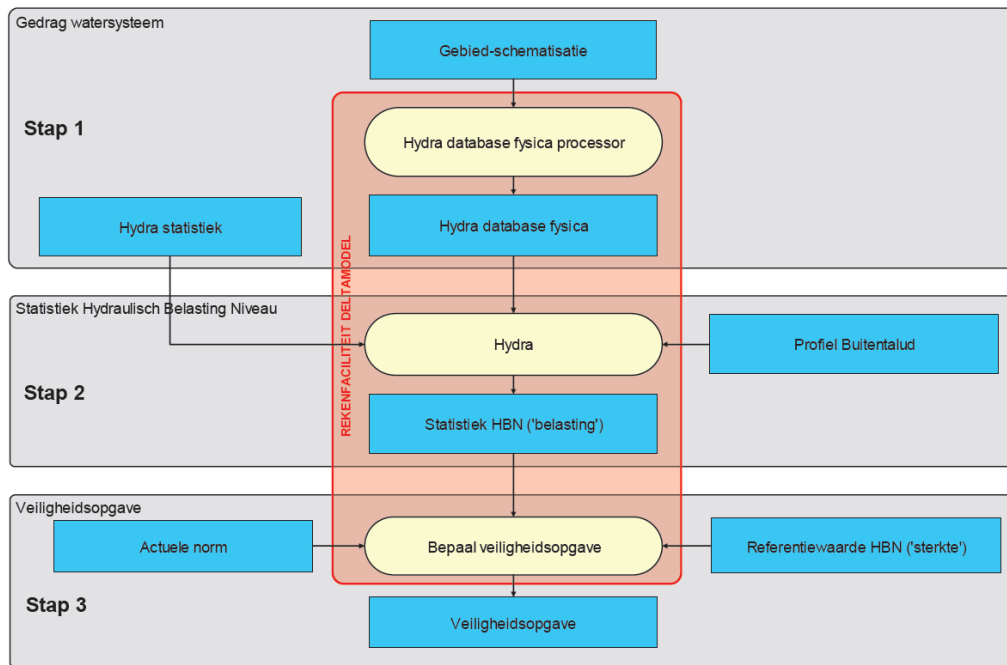 Gedrag watersysteem
Gebied-schematisatie
Stap 1
Hydra database fysica processor
Hydra statistiek
Hydra database fysica
REKENFACILITEIT DELTAMODEL
Statistiek Hydraulisch Belasting Niveau
Hydra
Profiel Buitentalud
Stap 2
Statistiek HBN ('belasting')
Veiligheidsopgave
Actuele norm
Bepaal veiligheidsopgave
Referentiewaarde HBN ('sterkte')
Stap 3
Veiligheidsopgave